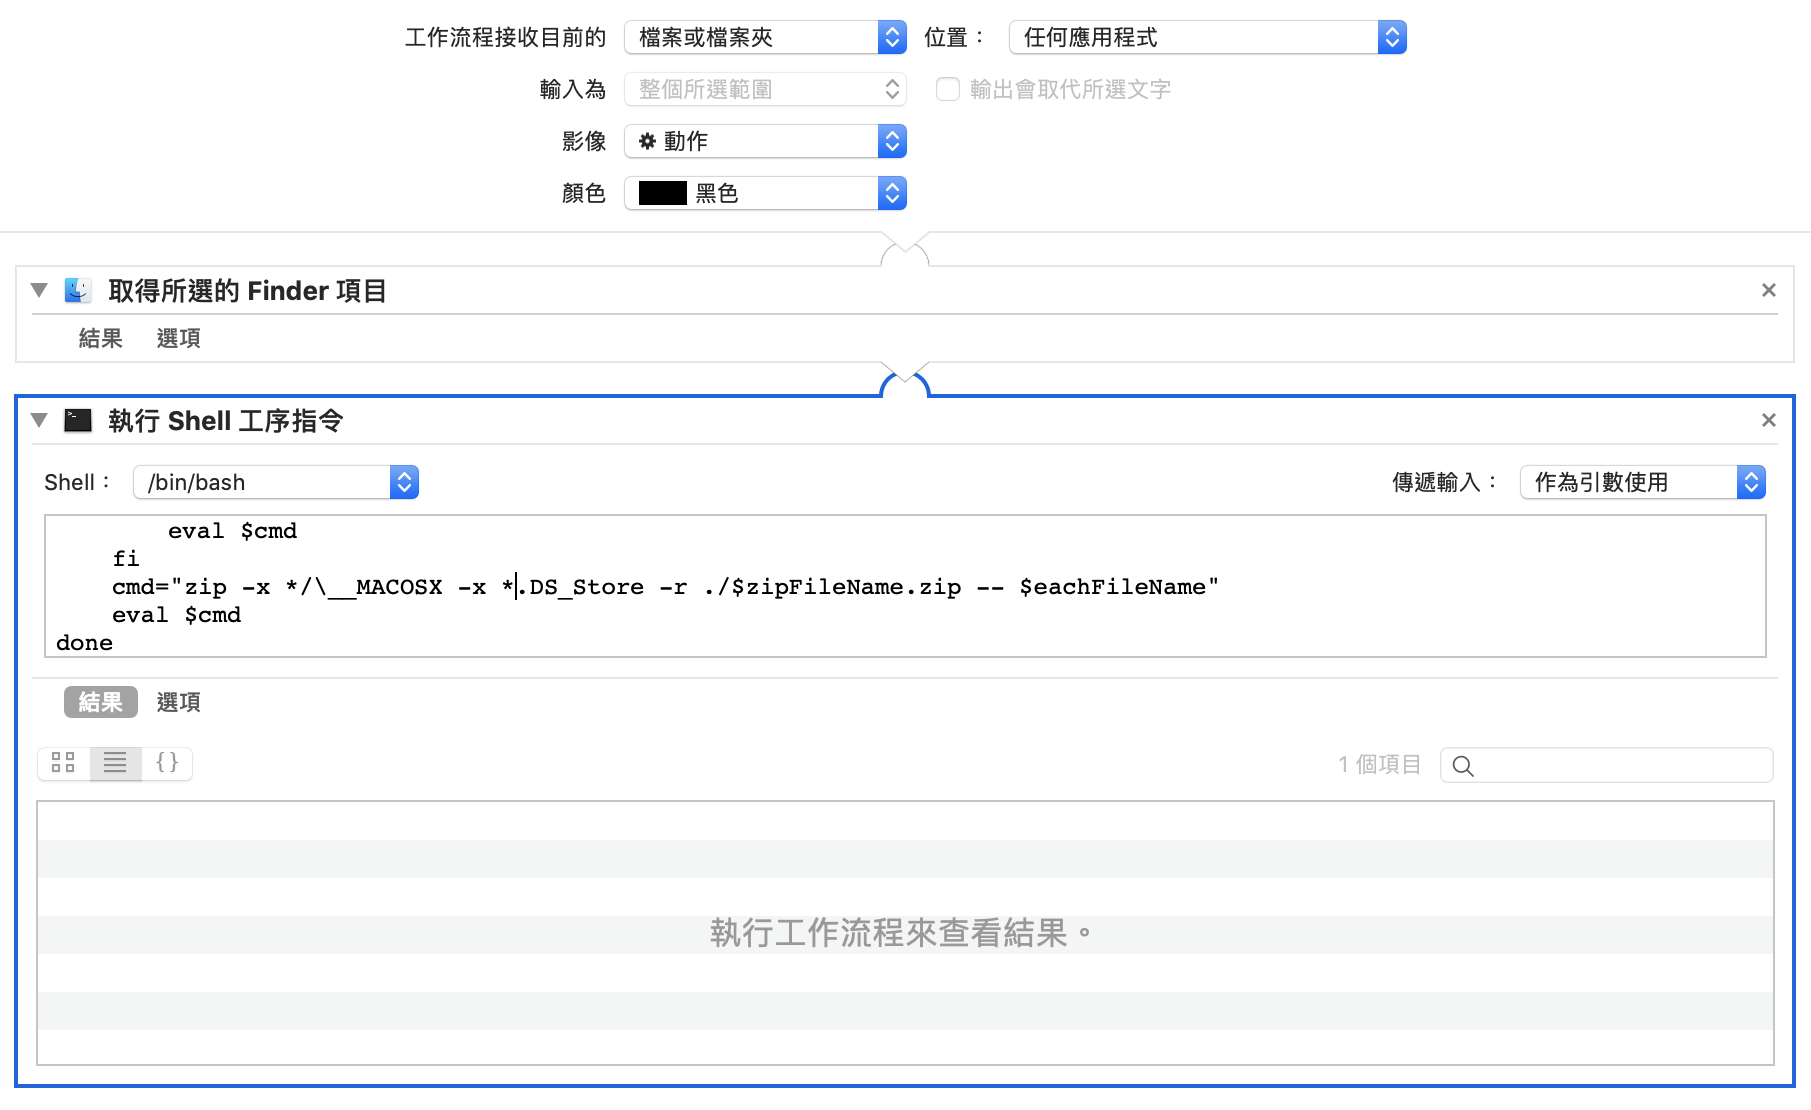 工作流程接收目前的 檔案或檔案夾 位置： 任何應用程式
輸入為 整個所選範圍 輸出會取代所選文字
影像 動作
顏色 黑色
取得所選的 Finder 項目
結果 選項
執行 Shell 工序指令
Shell： /bin/bash 傳遞輸入： 作為引數使用
eval $cmd
fi
cmd="zip -x */\__MACOSX -x *.DS_Store -r ./$zipFileName.zip -- $eachFileName"
eval $cmd
done
結果 選項
{} 1 個項目
執行工作流程來查看結果。